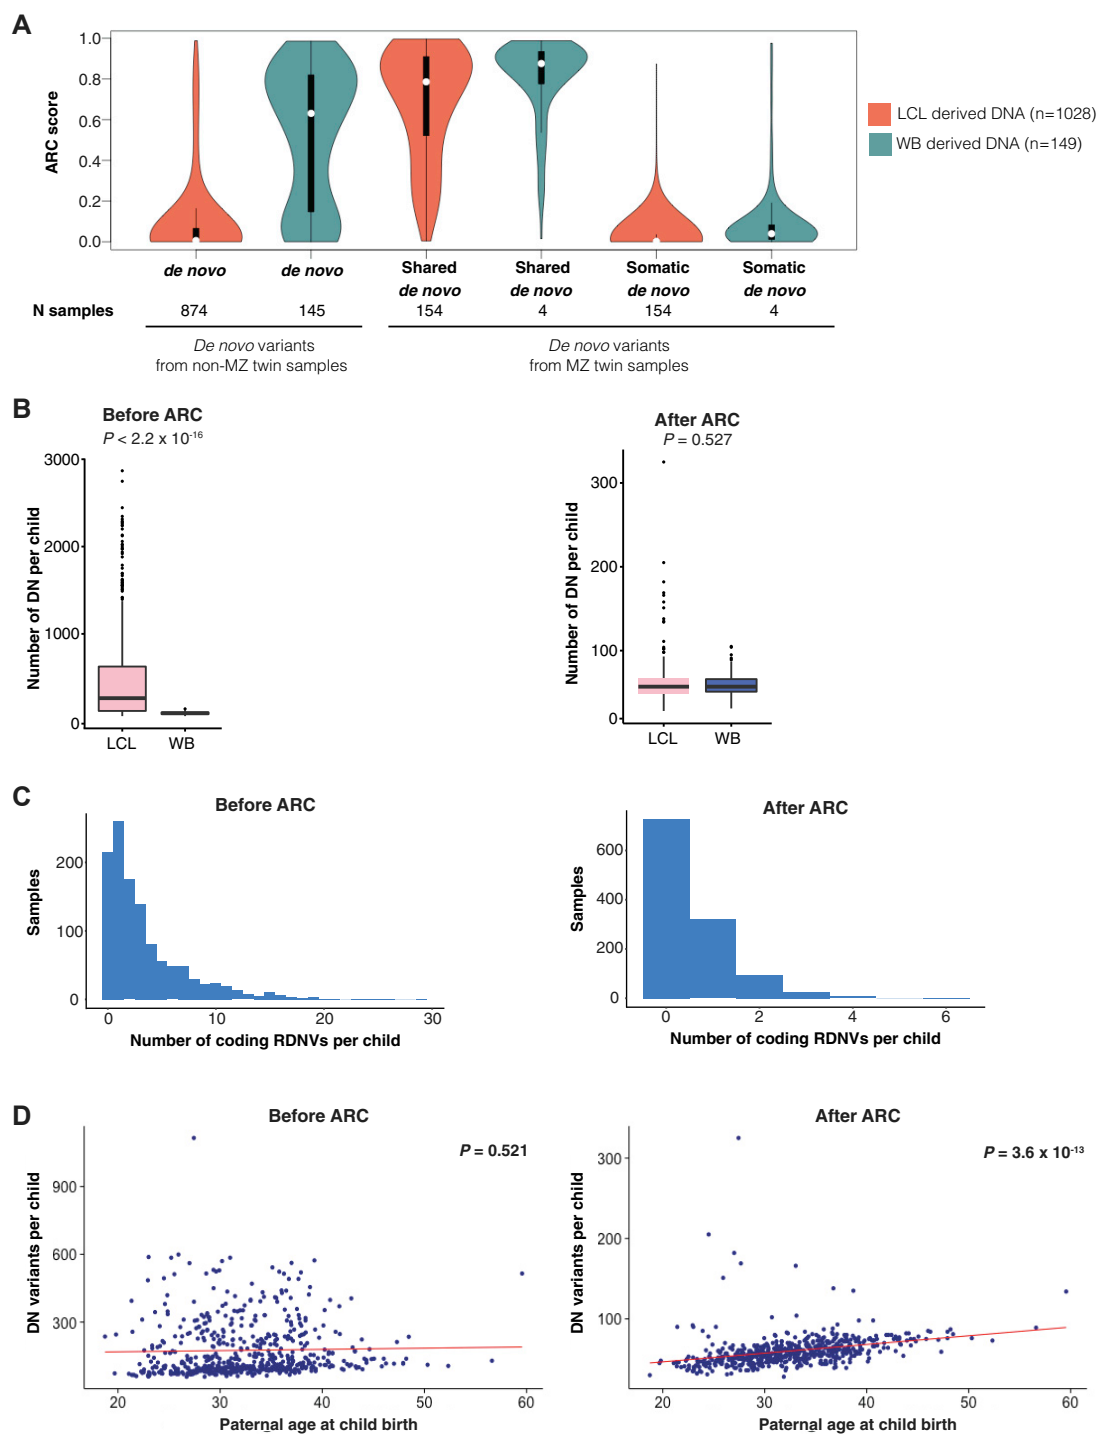 A
1.0
0.8
0.6
0.4
0.2
0.0
ARC score
LCL derived DNA (n=1028)
WB derived DNA (n=149)
de novo
de novo
Shared de novo
Shared de novo
Somatic de novo
Somatic de novo
N samples 874 145 154 4 154 4
De novo variants
from non-MZ twin samples
De novo variants
from MZ twin samples
B
Before ARC
P < 2.2 x 10-16
3000
2000
1000
0
Number of DN per child
LCL WB
After ARC
P = 0.527
300
200
100
0
Number of DN per child
LCL WB
C
Before ARC
200
100
0
Samples
0 10 20 30
Number of coding RDNVs per child
After ARC
600
400
200
0
Samples
0 2 4 6
Number of coding RDNVs per child
D
Before ARC
P = 0.521
900
600
300
DN variants per child
20 30 40 50 60
Paternal age at child birth
After ARC
P = 3.6 x 10-13
300
200
100
DN variants per child
20 30 40 50 60
Paternal age at child birth